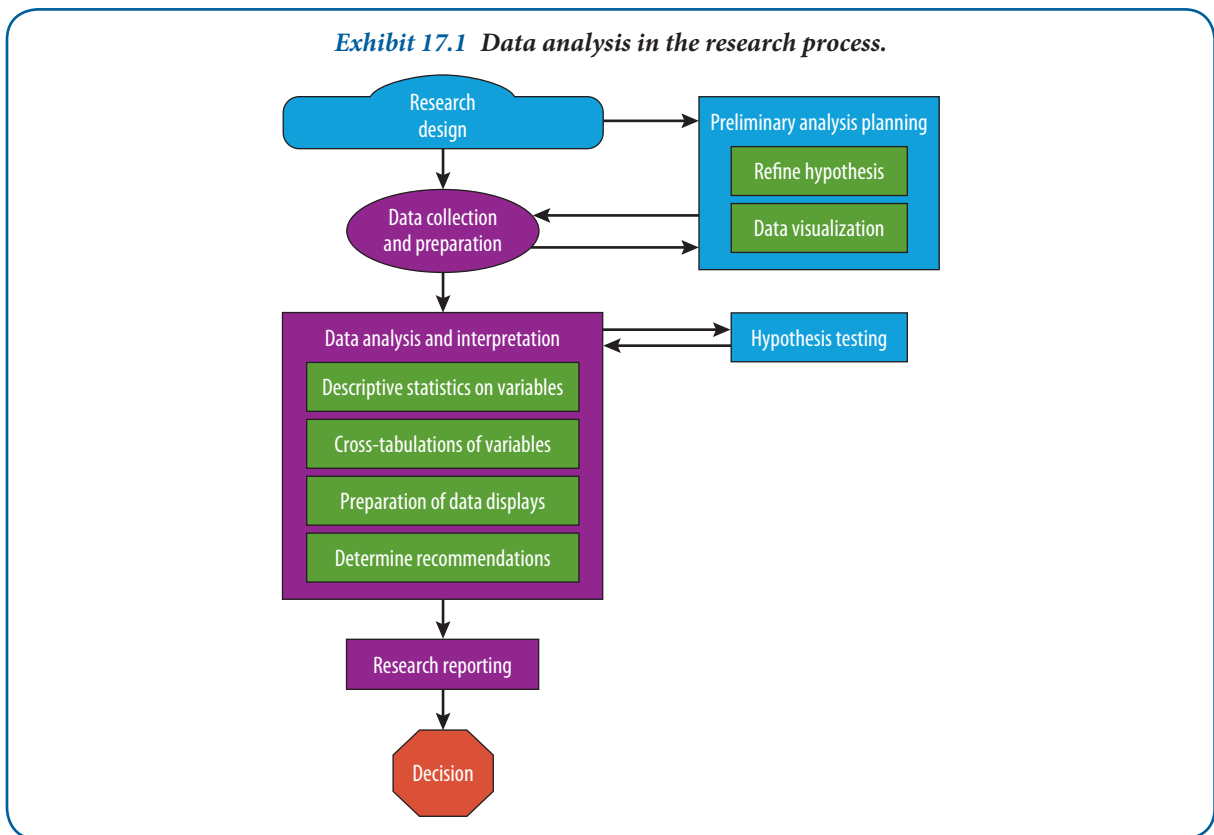 Exhibit 17.1 Data analysis in the research process.
Research
design
Preliminary analysis planning
Refine hypothesis
Data visualization
Data collection
and preparation
Data analysis and interpretation
Hypothesis testing
Descriptive statistics on variables
Cross-tabulations of variables
Preparation of data displays
Determine recommendations
Research reporting
Decision